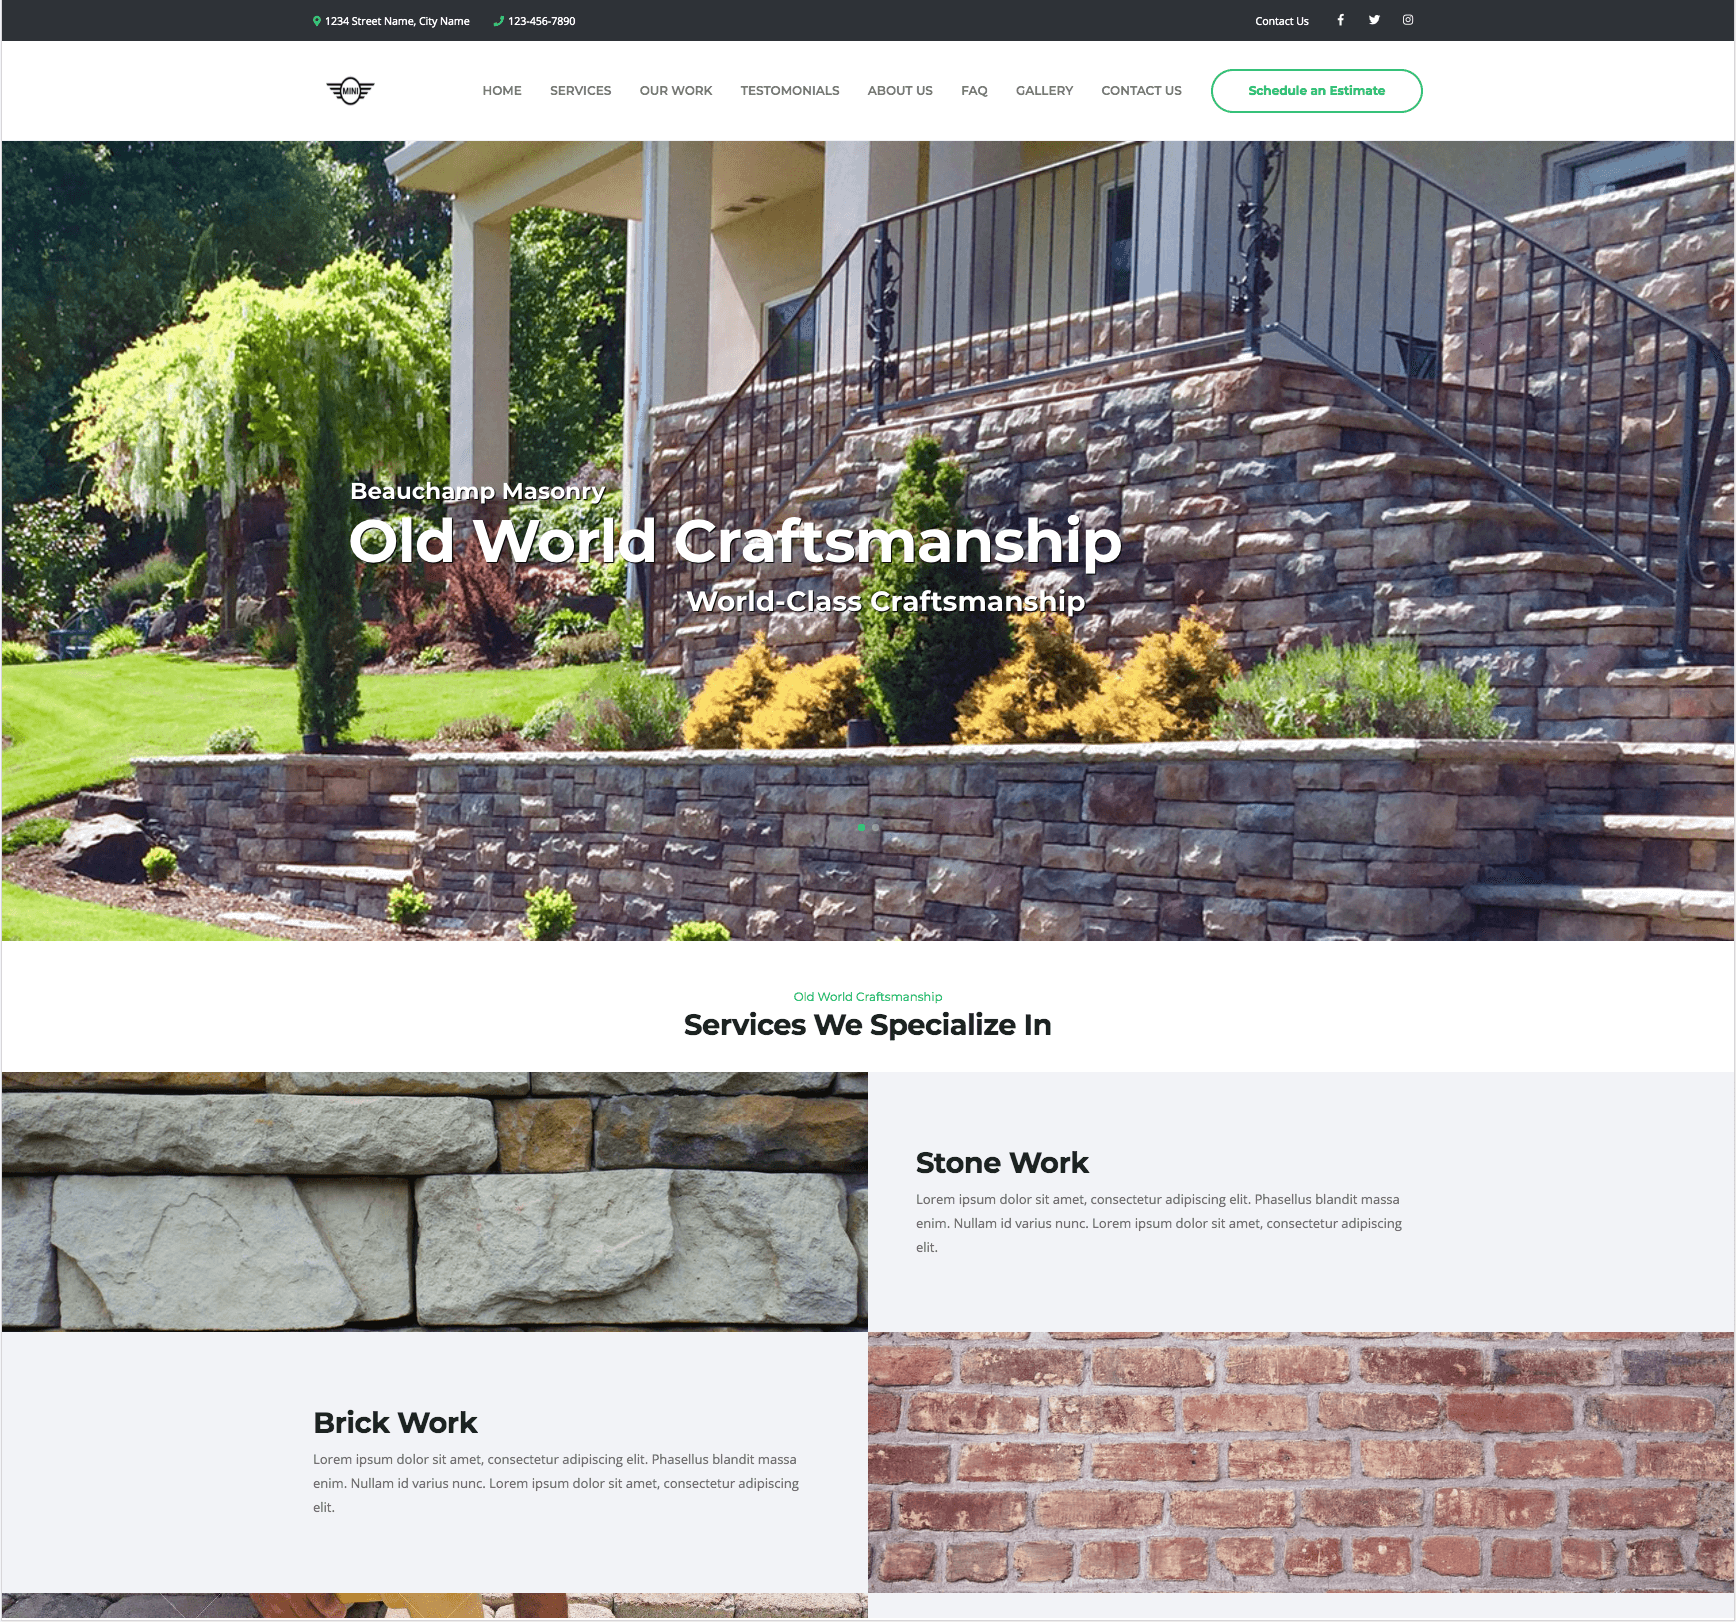 1234 Street Name, City Name 123-456-7890 Contact Us
MINI
HOME SERVICES OUR WORK TESTOMONIALS ABOUT US FAQ GALLERY CONTACT US Schedule an Estimate
Beauchamp Masonry
Old World Craftsmanship
World-Class Craftsmanship
Old World Craftsmanship
Services We Specialize In
Stone Work
Lorem ipsum dolor sit amet, consectetur adipiscing elit. Phasellus blandit massa
enim. Nullam id varius nunc. Lorem ipsum dolor sit amet, consectetur adipiscing
elit.
Brick Work
Lorem ipsum dolor sit amet, consectetur adipiscing elit. Phasellus blandit massa
enim. Nullam id varius nunc. Lorem ipsum dolor sit amet, consectetur adipiscing
elit.